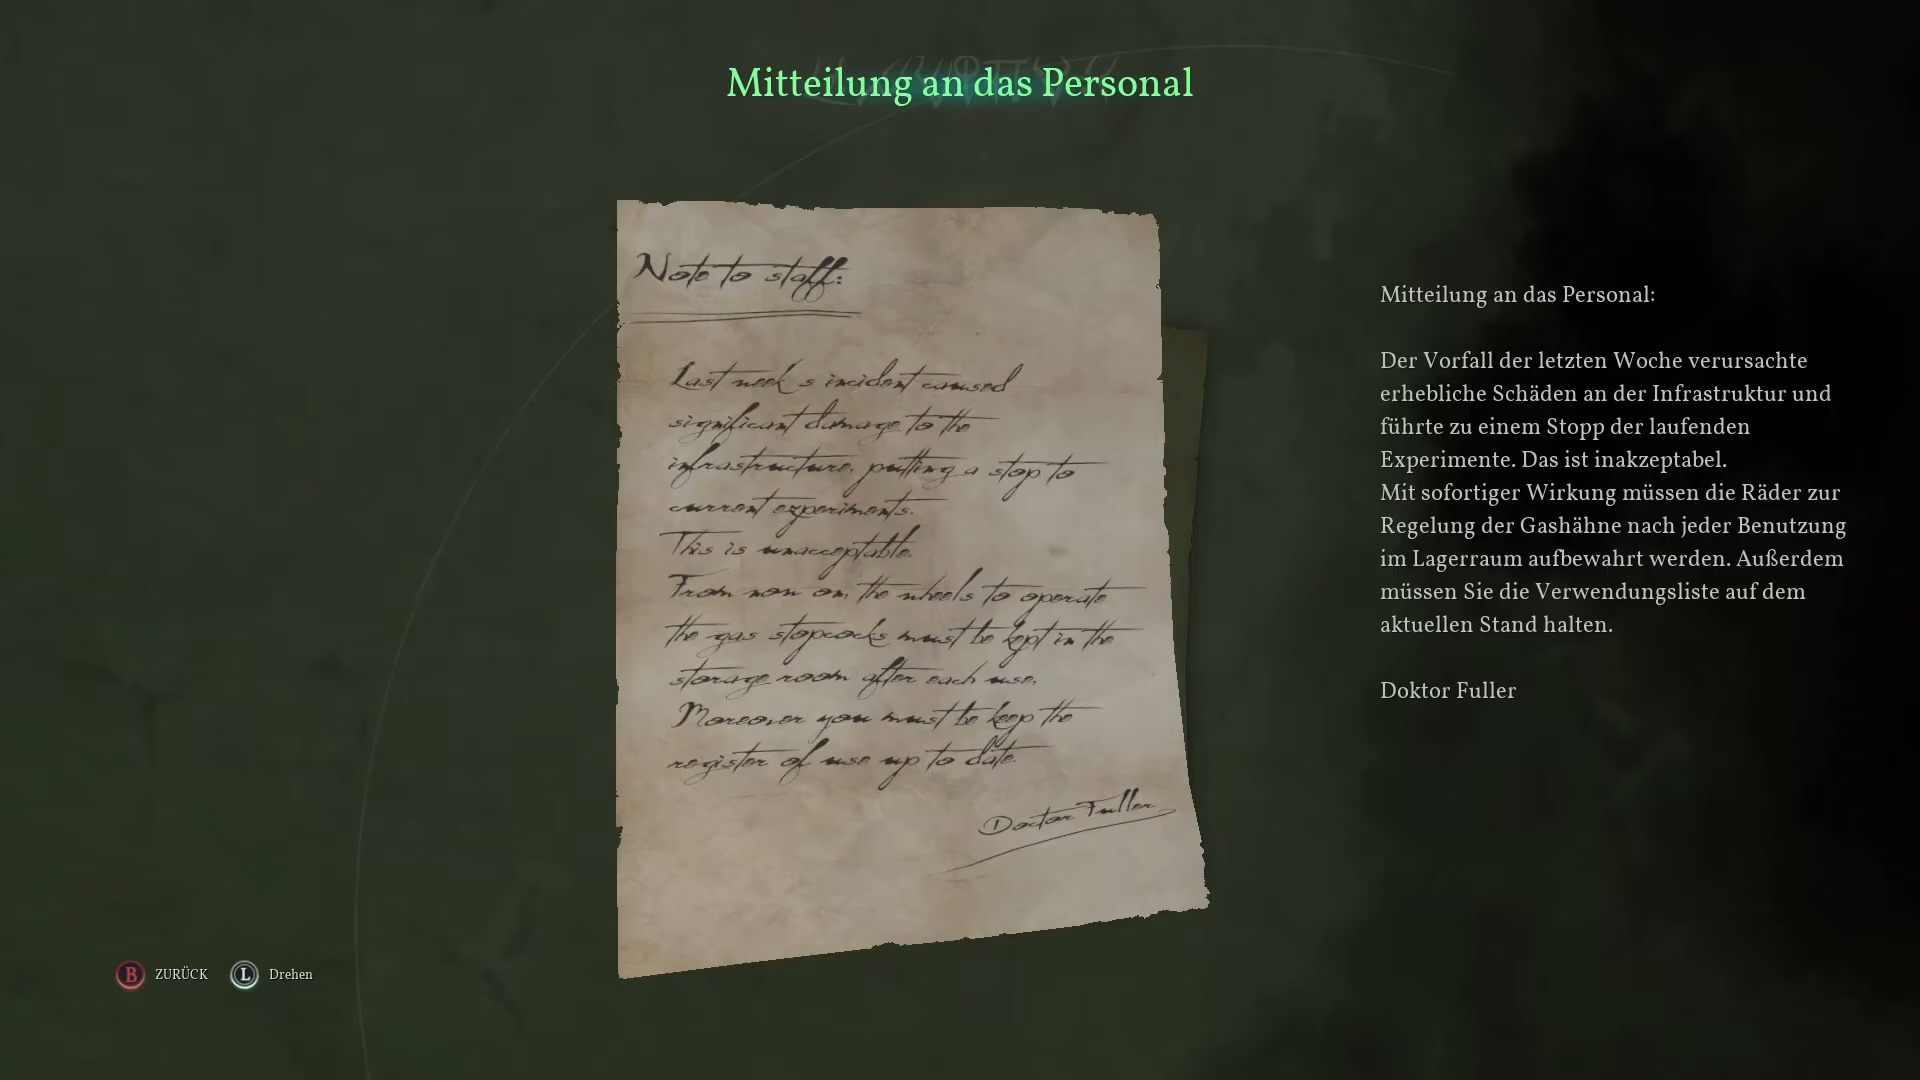 Mitteilung an das Personal
Note to staff:
Last week s incident caused
significant damage to the
infrastructure, putting a stop to
current experiments.
This is unacceptable.
From now on, the wheels to operate
the gas stopcocks must be kept in the
storage room after each use.
Moreover you must be keep the
register of use up to date.
Doctor Fuller
Mitteilung an das Personal:
Der Vorfall der letzten Woche verursachte
erhebliche Schäden an der Infrastruktur und
führte zu einem Stopp der laufenden
Experimente. Das ist inakzeptabel.
Mit sofortiger Wirkung müssen die Räder zur
Regelung der Gashähne nach jeder Benutzung
im Lagerraum aufbewahrt werden. Außerdem
müssen Sie die Verwendungsliste auf dem
aktuellen Stand halten.
Doktor Fuller
B ZURÜCK L Drehen